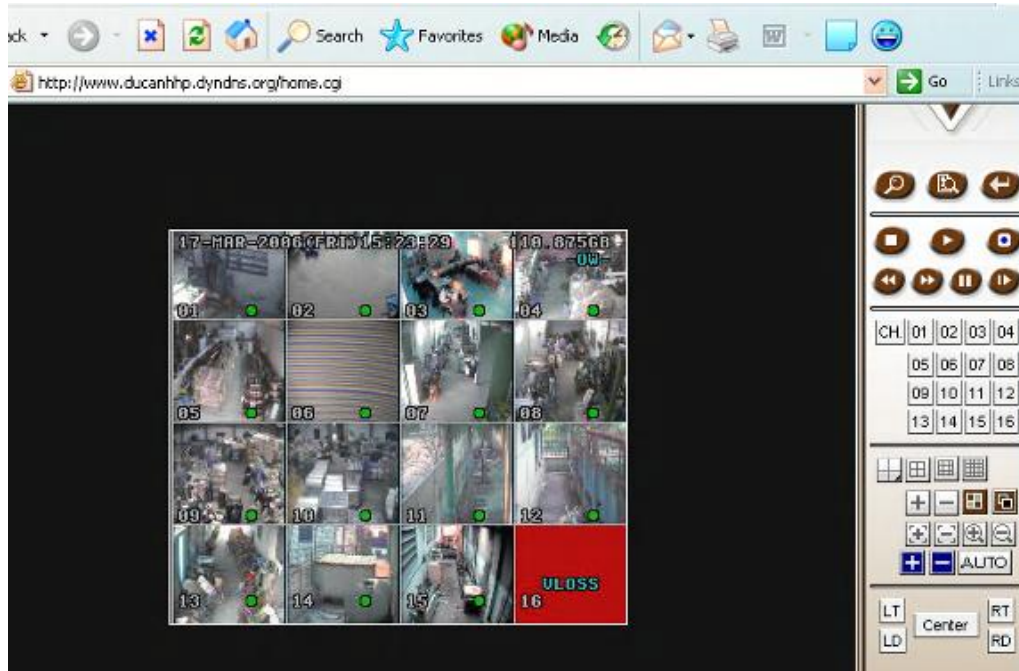 Search Favorites Media
http://www.ducanhhp.dyndns.org/home.cgi Go Links
17-MAR-2006(FRI)15:23:29 110.875GB
-OW-
01 02 03 04
05 06 07 08
09 10 11 12
13 14 15 16
VLOSS
CH. 01 02 03 04
05 06 07 08
09 10 11 12
13 14 15 16
AUTO
LT Center RT
LD RD